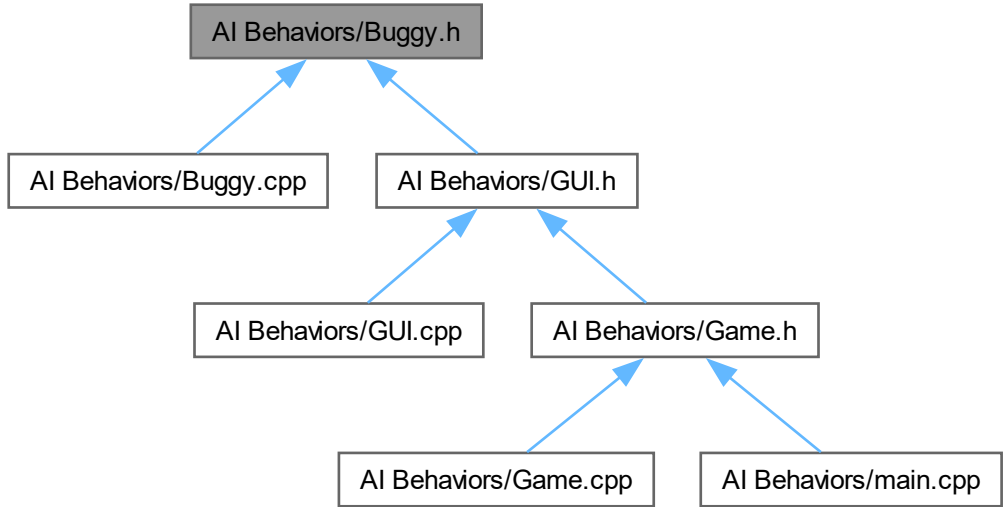 AI Behaviors/Buggy.h
AI Behaviors/Buggy.cpp
AI Behaviors/GUI.h
AI Behaviors/GUI.cpp
AI Behaviors/Game.h
AI Behaviors/Game.cpp
AI Behaviors/main.cpp